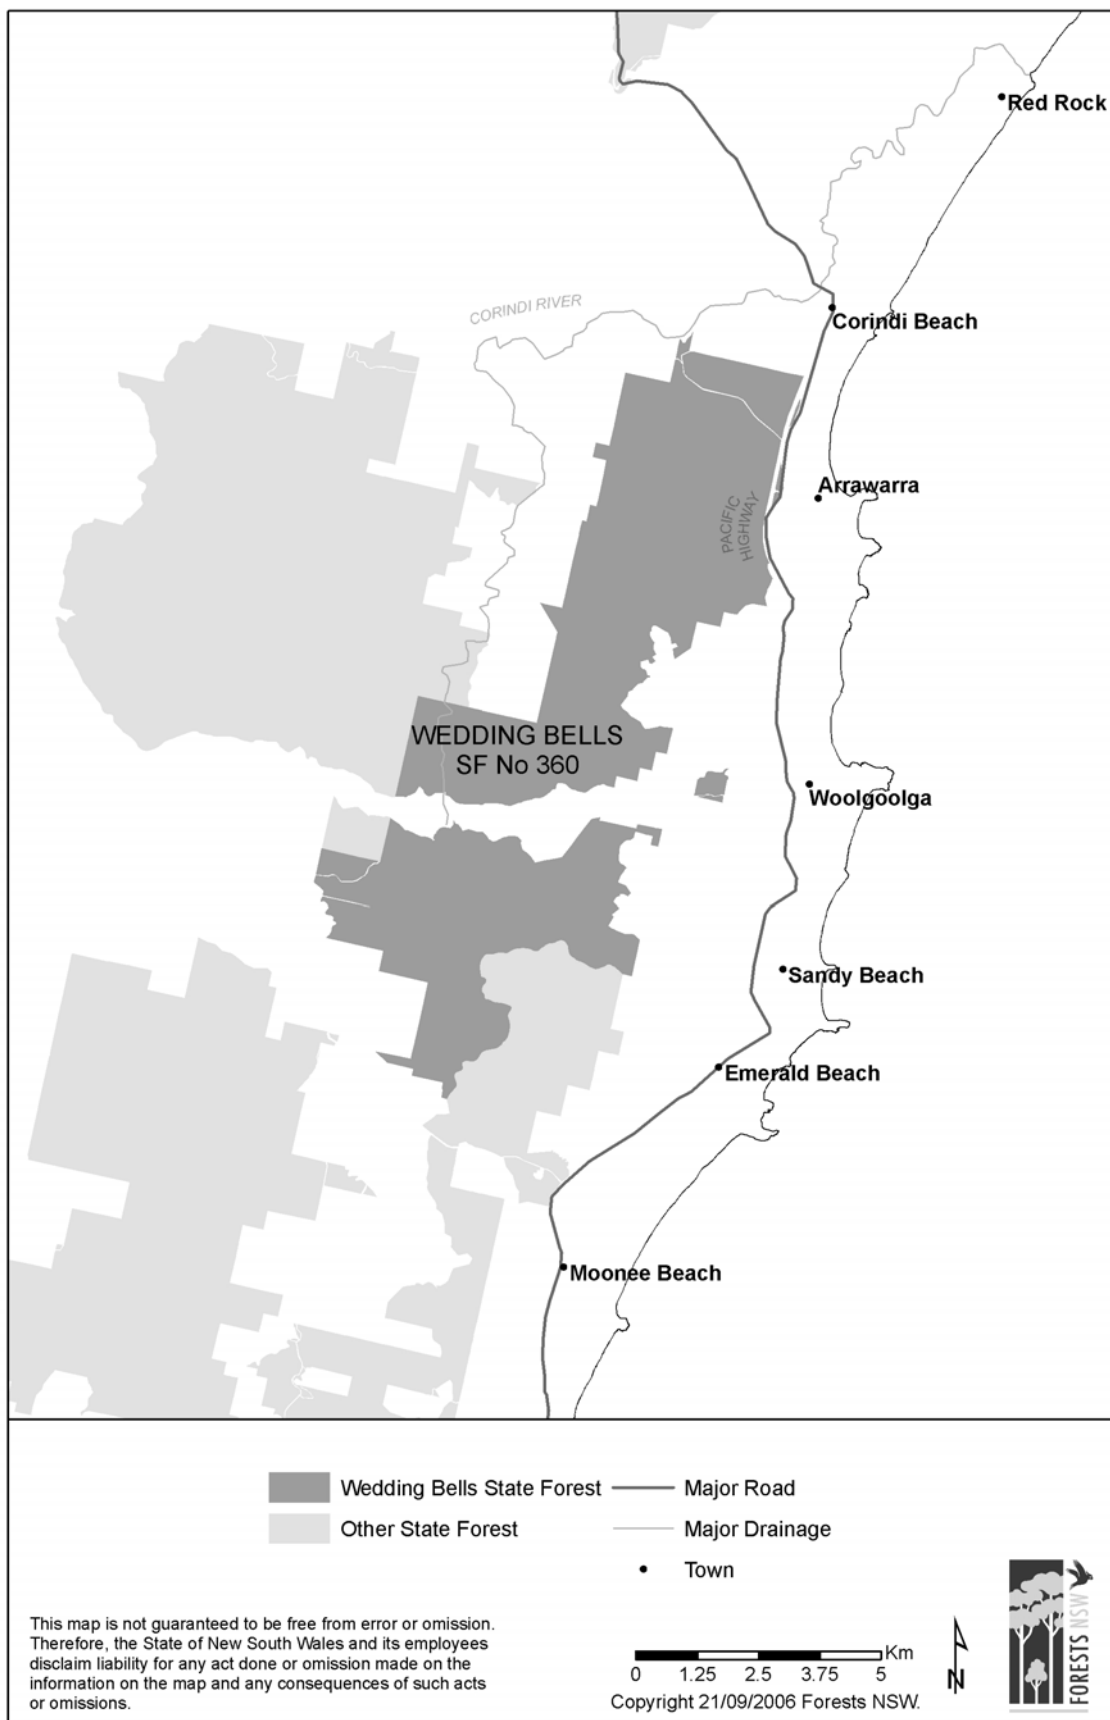 Red Rock
CORINDI RIVER
Corindi Beach
Arrawarra
PACIFIC
HIGHWAY
WEDDING BELLS
SF No 360
Woolgoolga
Sandy Beach
Emerald Beach
Moonee Beach
Wedding Bells State Forest
Major Road
Other State Forest
Major Drainage
Town
This map is not guaranteed to be free from error or omission.
Therefore, the State of New South Wales and its employees
disclaim liability for any act done or omission made on the
information on the map and any consequences of such acts
or omissions.
Km
0 1.25 2.5 3.75 5
Copyright 21/09/2006 Forests NSW.
N
FORESTS NSW